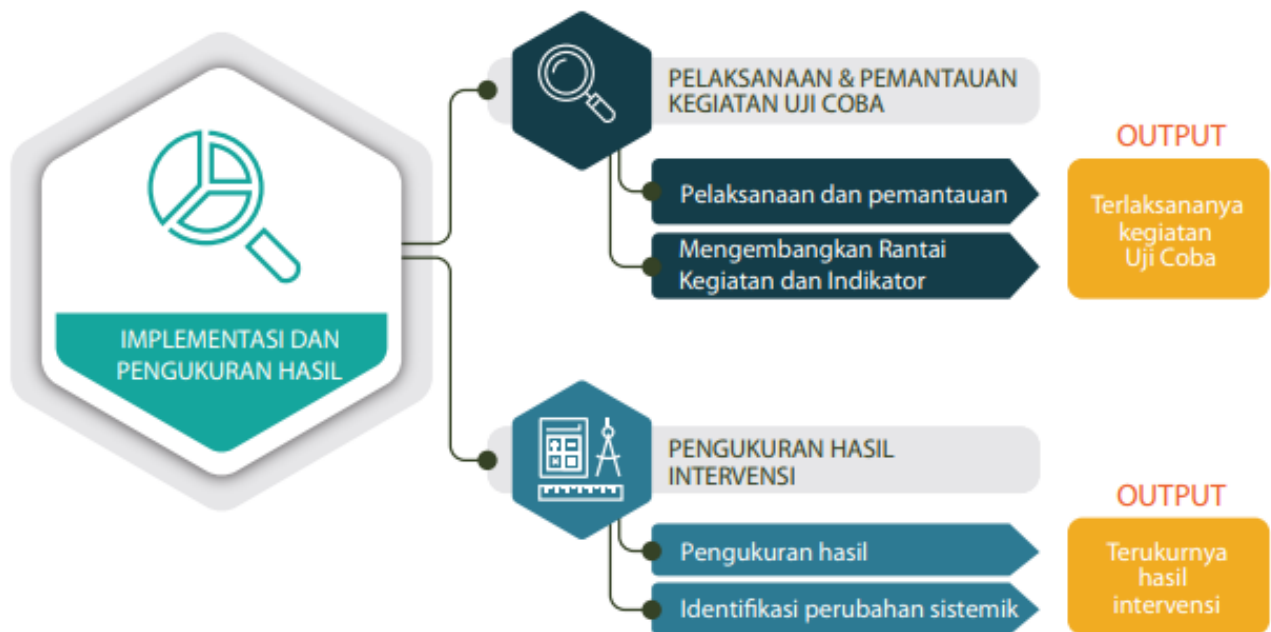 IMPLEMENTASI DAN
PENGUKURAN HASIL
PELAKSANAAN & PEMANTAUAN
KEGIATAN UJI COBA
Pelaksanaan dan pemantauan
Mengembangkan Rantai
Kegiatan dan Indikator
OUTPUT
Terlaksananya
kegiatan
Uji Coba
PENGUKURAN HASIL
INTERVENSI
Pengukuran hasil
Identifikasi perubahan sistemik
OUTPUT
Terukurnya
hasil
intervensi